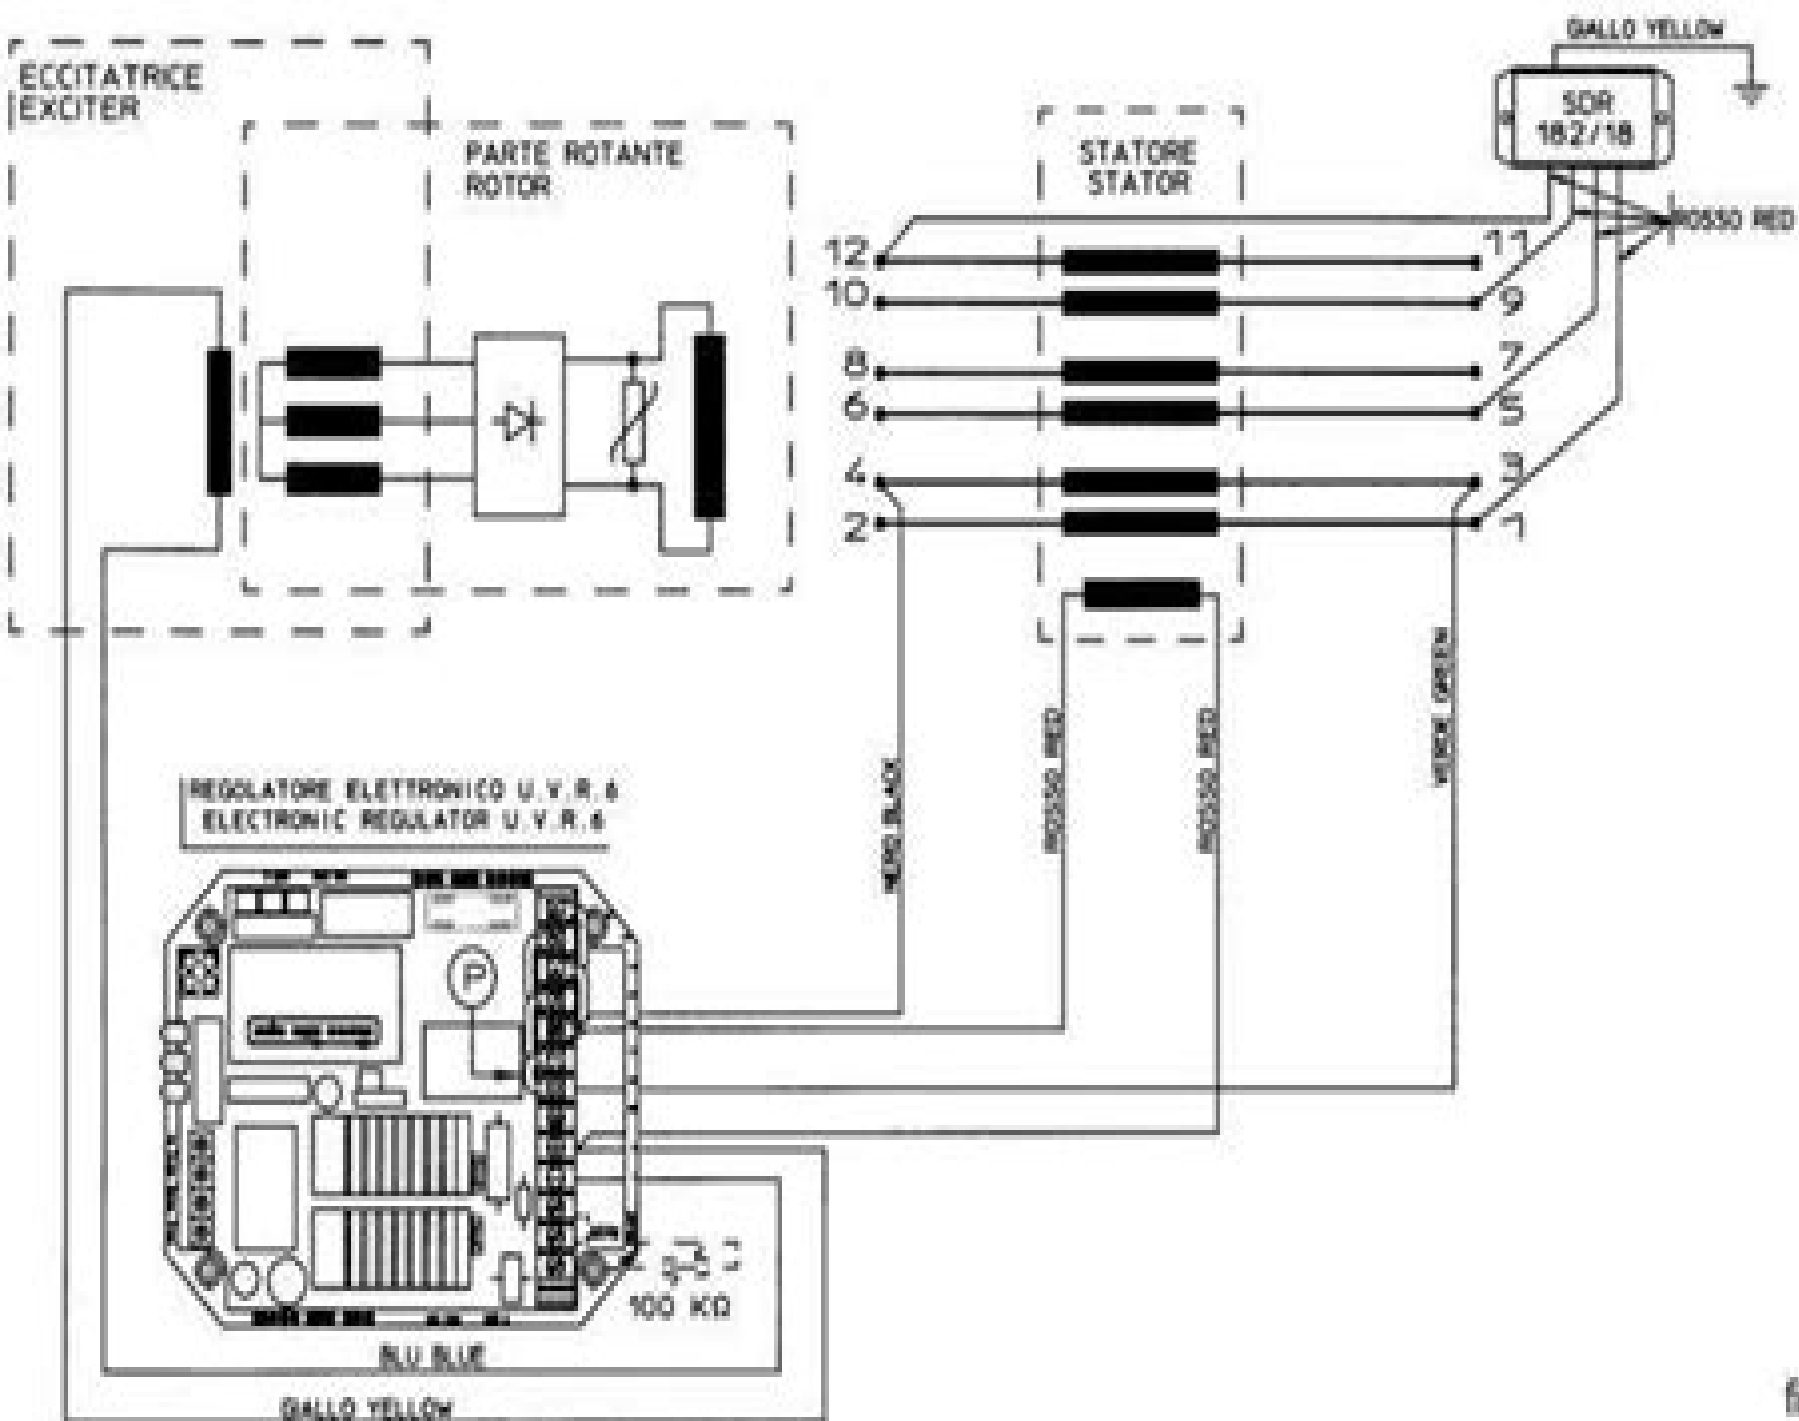 GIALLO YELLOW
ECCITATRICE
EXCITER
SDR
182/18
PARTE ROTANTE
ROTOR
STATORE
STATOR
ROSSO RED
12
11
10
9
8
7
6
5
4
3
2
1
VERDE GREEN
ROSSO RED
ROSSO RED
NERO BLACK
REGOLATORE ELETTRONICO U.V.R.6
ELECTRONIC REGULATOR U.V.R.6
P
100 KΩ
BLU BLUE
GIALLO YELLOW